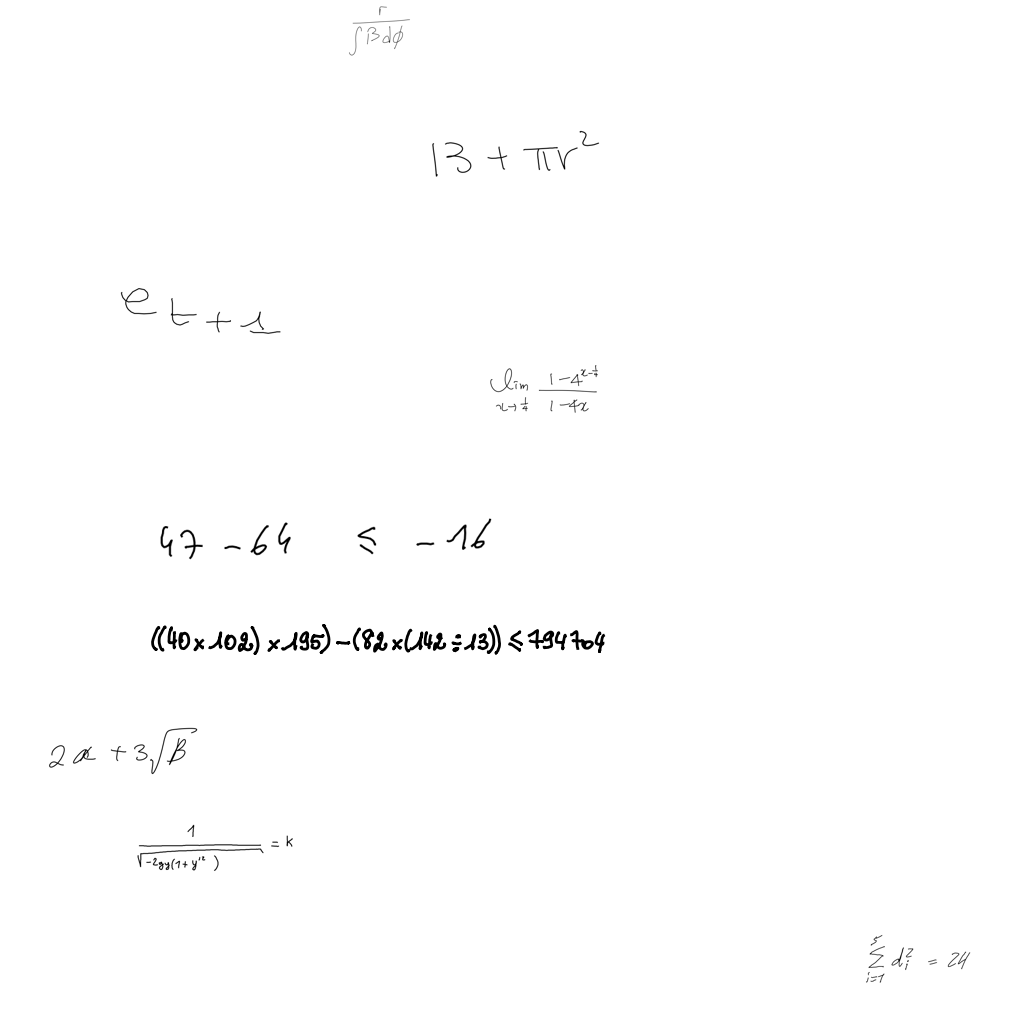 \frac{r}{\int B d\phi}
13 + \pi r^2
e_{t+1}
\lim_{x \to \frac{1}{4}} \frac{1-4^{x-\frac{1}{4}}}{1-4x}
47 - 64 \leq -16
((40 \times 102) \times 195) - (82 \times (142 \div 13)) \leq 794704
2\alpha + 3\sqrt{\beta}
\frac{1}{\sqrt{-2gy(1+y'^2)}} = k
\sum_{i=1}^{5} d_i^2 = 24